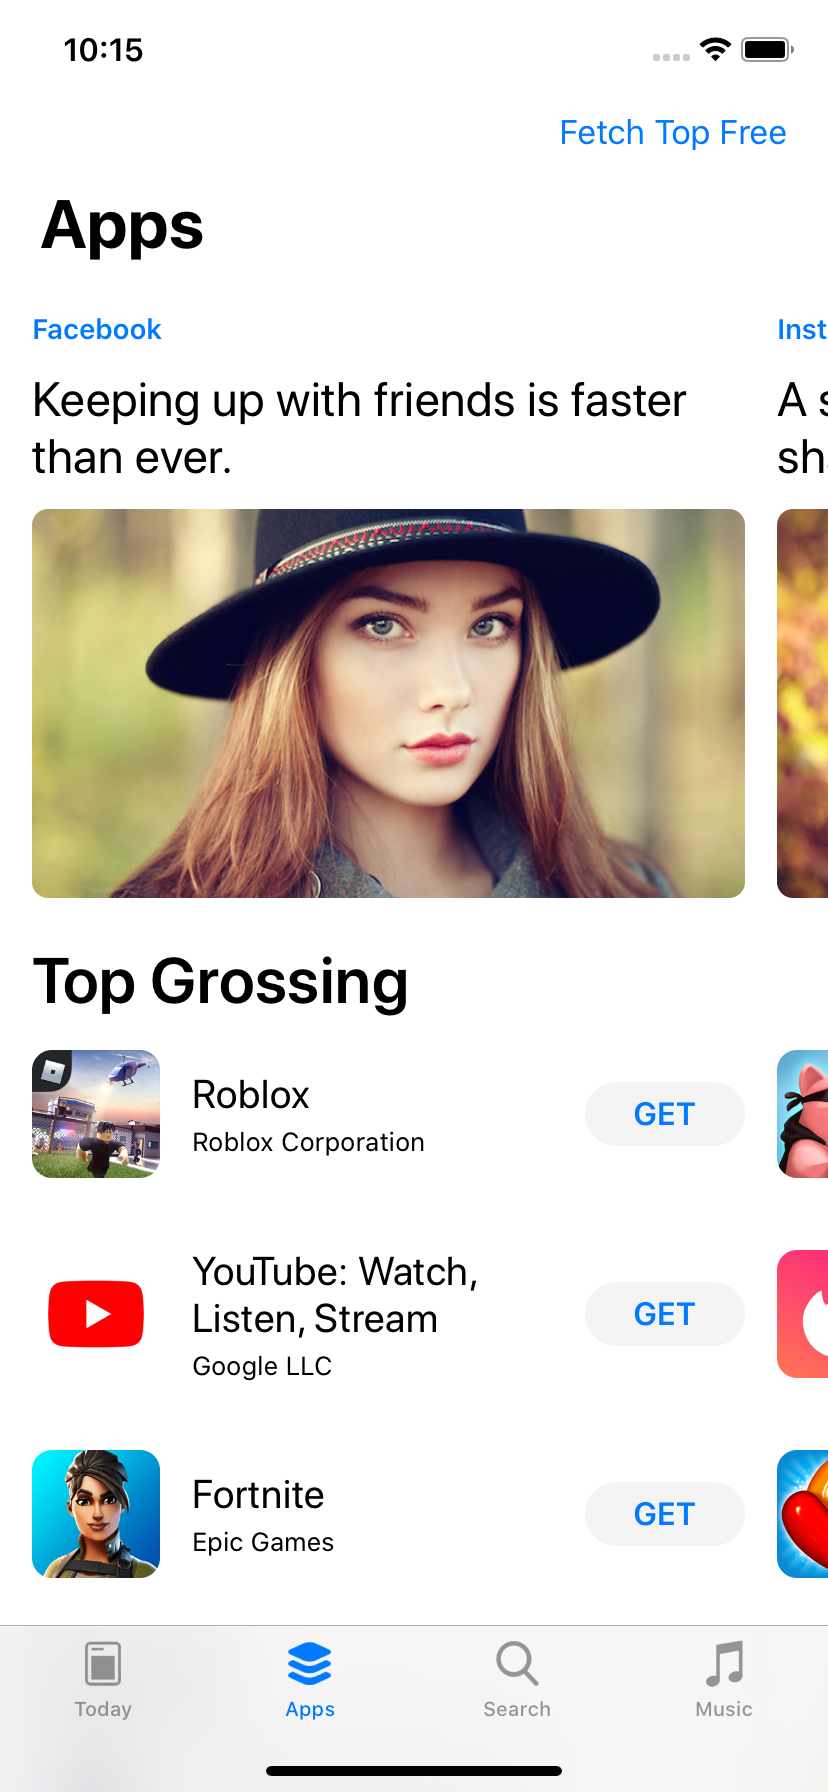 10:15
Fetch Top Free
Apps
Facebook
Inst
Keeping up with friends is faster
than ever.
A s
sha
Top Grossing
Roblox
Roblox Corporation
GET
YouTube: Watch,
Listen, Stream
Google LLC
GET
Fortnite
Epic Games
GET
Today
Apps
Search
Music